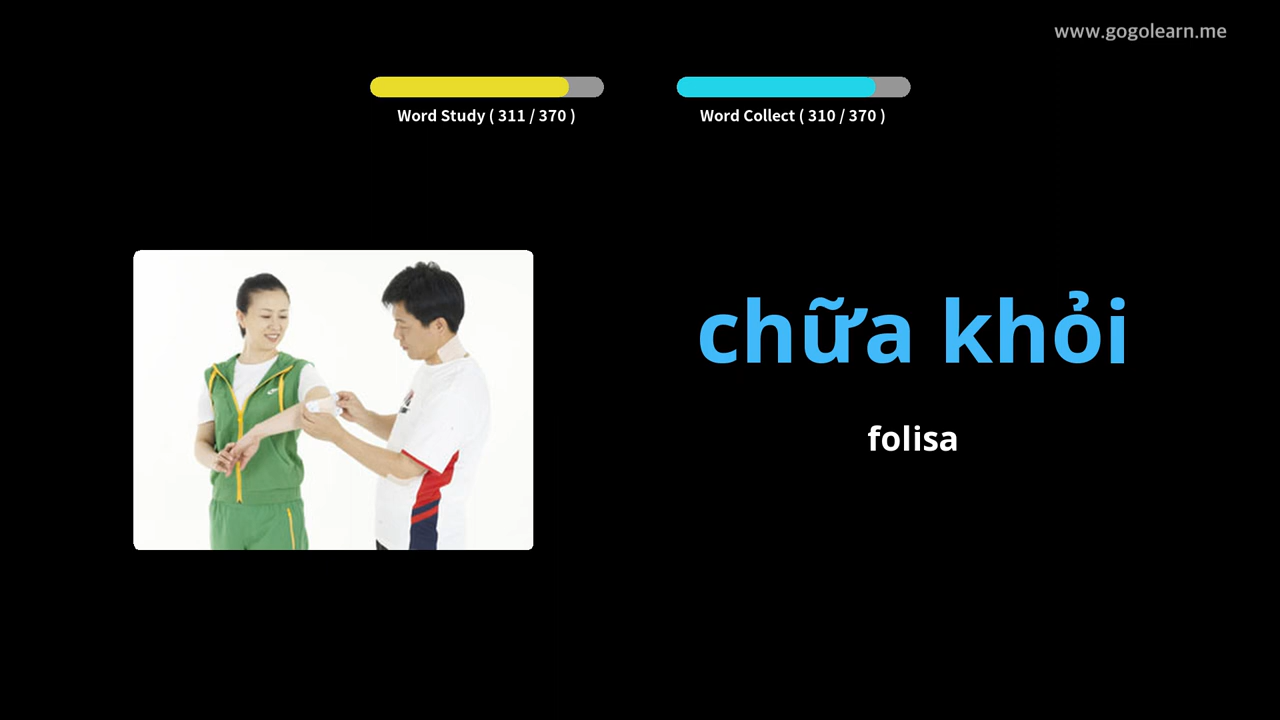 www.gogolearn.me
Word Study ( 311 / 370 )
Word Collect ( 310 / 370 )
chữa khỏi
folisa